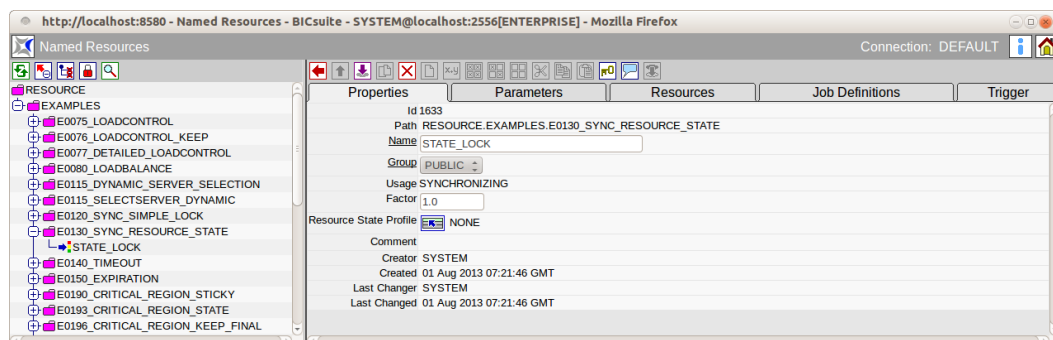 http://localhost:8580 - Named Resources - BICsuite - SYSTEM@localhost:2556[ENTERPRISE] - Mozilla Firefox
Named Resources
Connection: DEFAULT
RESOURCE
EXAMPLES
E0075_LOADCONTROL
E0076_LOADCONTROL_KEEP
E0077_DETAILED_LOADCONTROL
E0080_LOADBALANCE
E0115_DYNAMIC_SERVER_SELECTION
E0115_SELECTSERVER_DYNAMIC
E0120_SYNC_SIMPLE_LOCK
E0130_SYNC_RESOURCE_STATE
STATE_LOCK
E0140_TIMEOUT
E0150_EXPIRATION
E0190_CRITICAL_REGION_STICKY
E0193_CRITICAL_REGION_STATE
E0196_CRITICAL_REGION_KEEP_FINAL
Properties Parameters Resources Job Definitions Trigger
Id 1633
Path RESOURCE.EXAMPLES.E0130_SYNC_RESOURCE_STATE
Name STATE_LOCK
Group PUBLIC
Usage SYNCHRONIZING
Factor 1.0
Resource State Profile NONE
Comment
Creator SYSTEM
Created 01 Aug 2013 07:21:46 GMT
Last Changer SYSTEM
Last Changed 01 Aug 2013 07:21:46 GMT